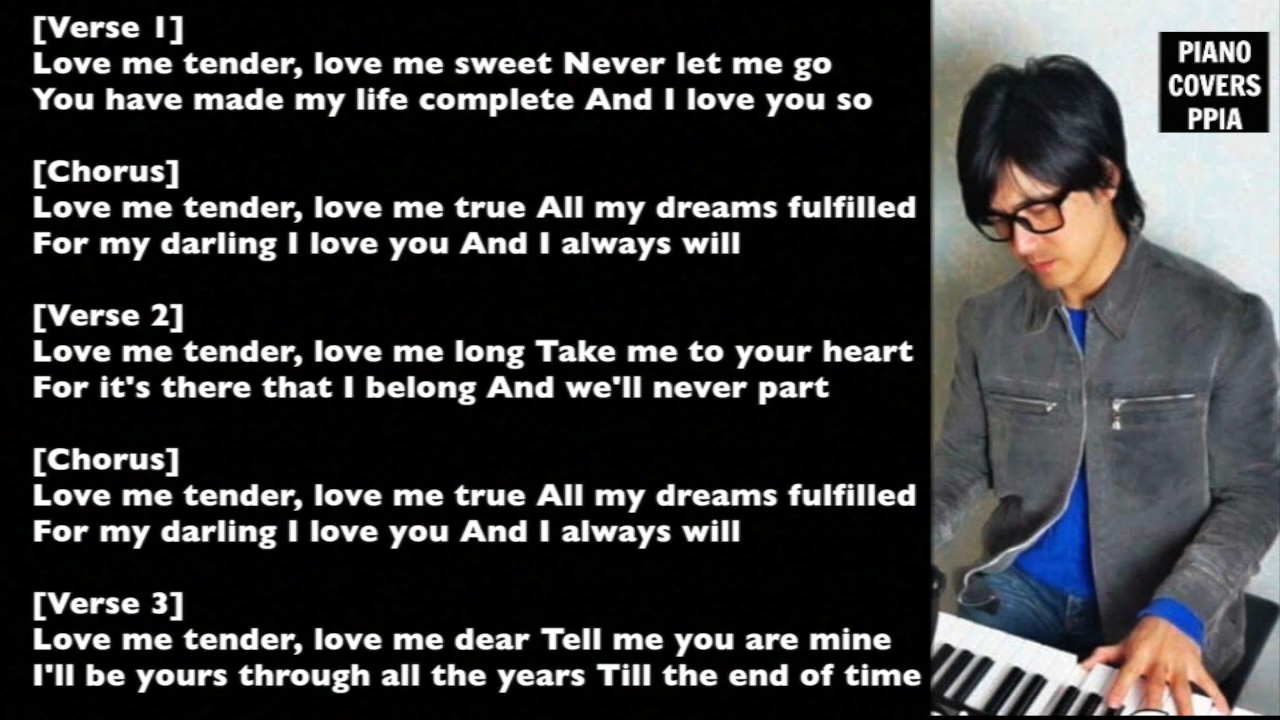 [Verse 1]
Love me tender, love me sweet Never let me go
You have made my life complete And I love you so
[Chorus]
Love me tender, love me true All my dreams fulfilled
For my darling I love you And I always will
[Verse 2]
Love me tender, love me long Take me to your heart
For it's there that I belong And we'll never part
[Chorus]
Love me tender, love me true All my dreams fulfilled
For my darling I love you And I always will
[Verse 3]
Love me tender, love me dear Tell me you are mine
I'll be yours through all the years Till the end of time
PIANO
COVERS
PPIA